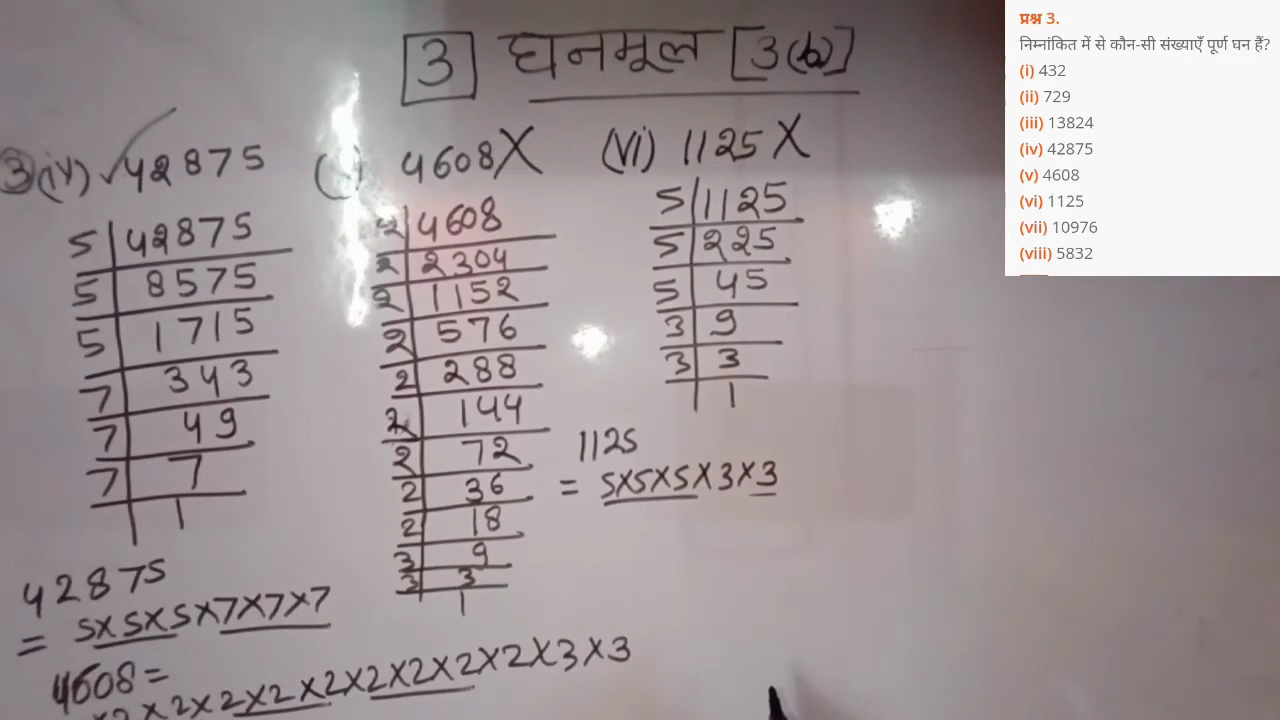 3 घनमूल [3(b)]
3(iv) ✓42875
5 | 42875
5 | 8575
5 | 1715
7 | 343
7 | 49
7 | 7
1
42875
= 5×5×5×7×7×7
4608X
2 | 4608
2 | 2304
2 | 1152
2 | 576
2 | 288
2 | 144
2 | 72
2 | 36
2 | 18
3 | 9
3 | 3
1
4608=
×2×2×2×2×2×2×2×2×3×3
(Vi) 1125 X
5 | 1125
5 | 225
5 | 45
3 | 9
3 | 3
1
1125
= 5×5×5×3×3
प्रश्न 3.
निम्नांकित में से कौन-सी संख्याएँ पूर्ण घन हैं?
(i) 432
(ii) 729
(iii) 13824
(iv) 42875
(v) 4608
(vi) 1125
(vii) 10976
(viii) 5832